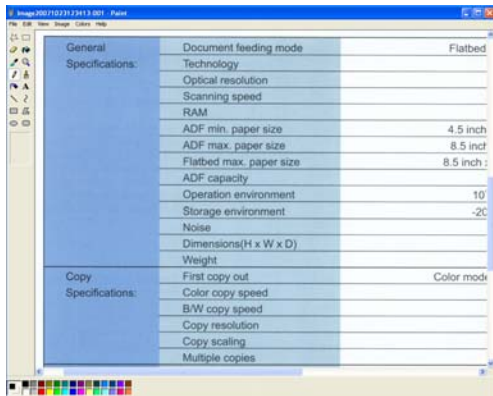 Image20071023123413-001 - Paint
File Edit View Image Colors Help
General Specifications:
Document feeding mode Flatbed
Technology
Optical resolution
Scanning speed
RAM
ADF min. paper size 4.5 inch
ADF max. paper size 8.5 inch
Flatbed max. paper size 8.5 inch
ADF capacity
Operation environment 10
Storage environment -20
Noise
Dimensions(H x W x D)
Weight
Copy Specifications:
First copy out Color mode
Color copy speed
B/W copy speed
Copy resolution
Copy scaling
Multiple copies